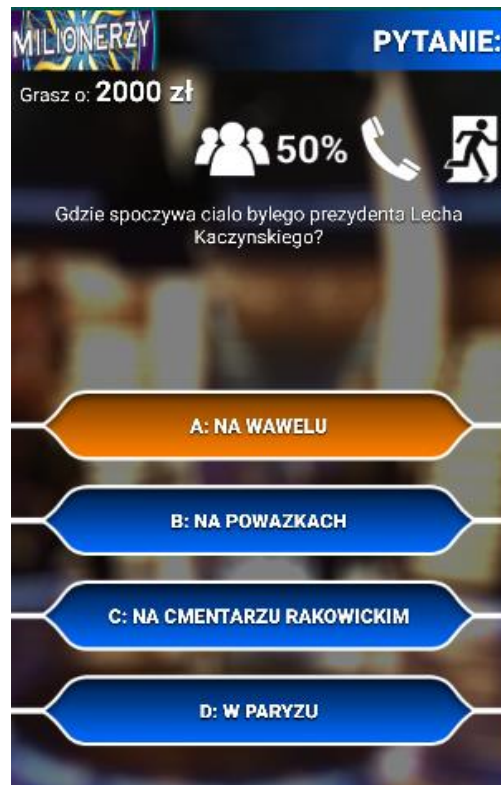 MILIONERZY
PYTANIE:
Grasz o: 2000 zł
50%
Gdzie spoczywa cialo bylego prezydenta Lecha
Kaczynskiego?
A: NA WAWELU
B: NA POWAZKACH
C: NA CMENTARZU RAKOWICKIM
D: W PARYZU